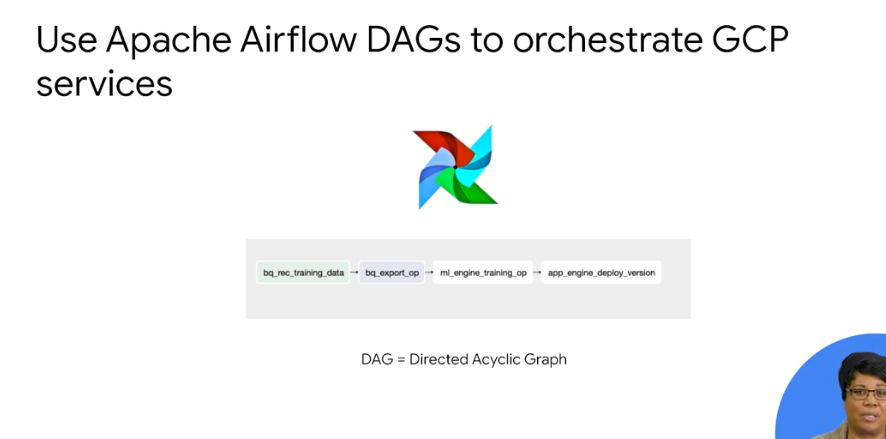 Use Apache Airflow DAGs to orchestrate GCP
services
bq_rec_training_data → bq_export_op → ml_engine_training_op → app_engine_deploy_version
DAG = Directed Acyclic Graph